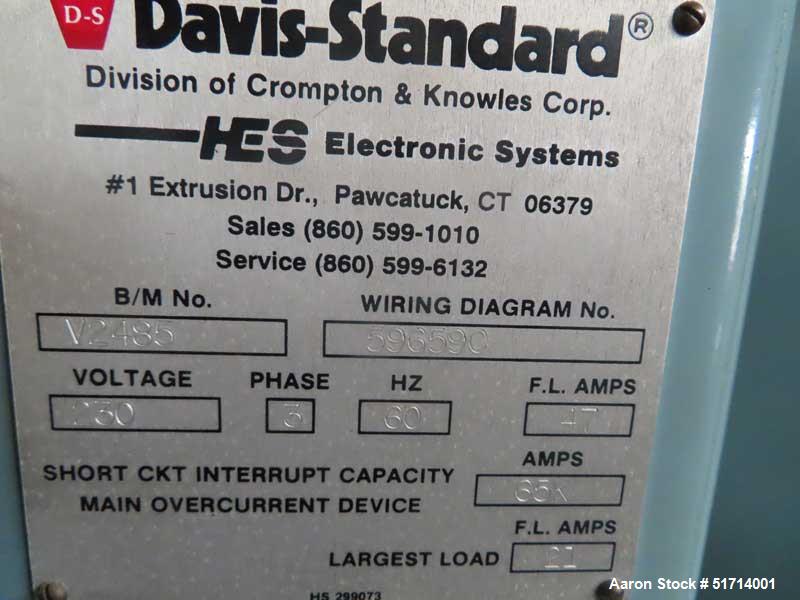 D-S Davis-Standard®
Division of Crompton & Knowles Corp.
HES Electronic Systems
#1 Extrusion Dr., Pawcatuck, CT 06379
Sales (860) 599-1010
Service (860) 599-6132
B/M No. WIRING DIAGRAM No.
V2485 596590
VOLTAGE PHASE HZ F.L. AMPS
230 3 60 47
SHORT CKT INTERRUPT CAPACITY AMPS
MAIN OVERCURRENT DEVICE 65K
F.L. AMPS
LARGEST LOAD 21
HS 299073
Aaron Stock # 51714001